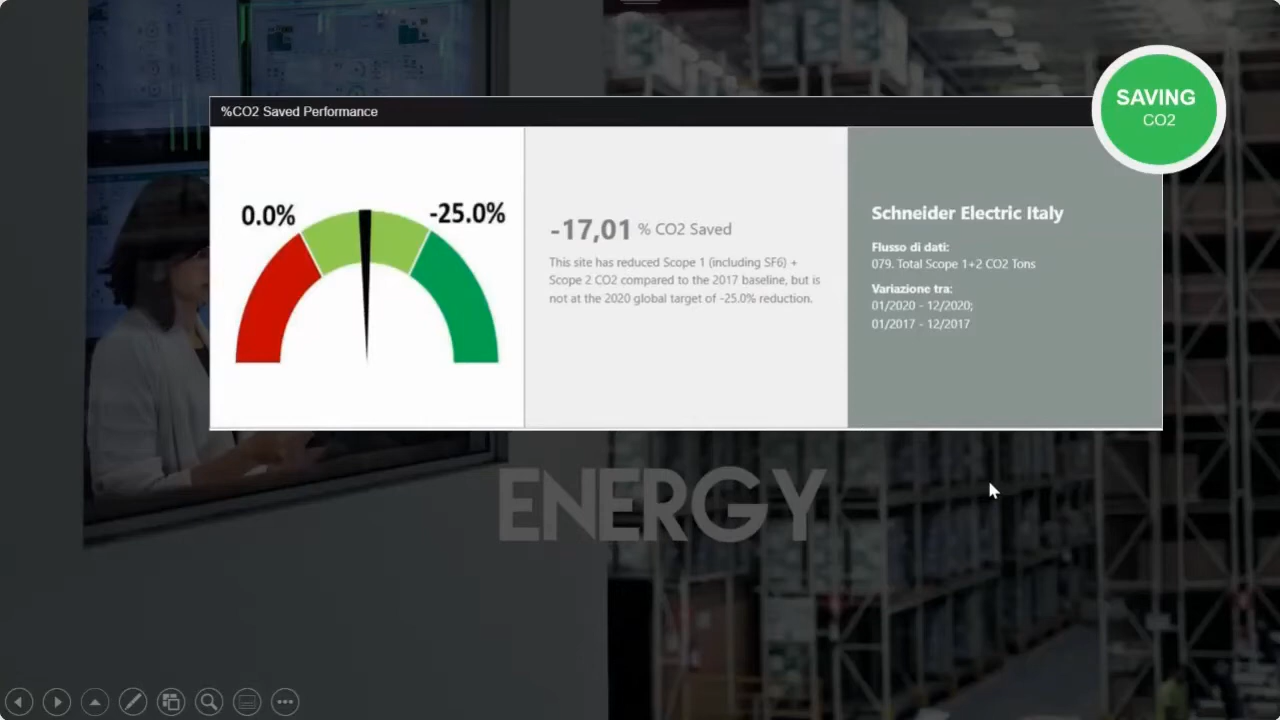 %CO2 Saved Performance
SAVING
CO2
0.0%
-25.0%
-17,01 % CO2 Saved
This site has reduced Scope 1 (including SF6) +
Scope 2 CO2 compared to the 2017 baseline, but is
not at the 2020 global target of -25.0% reduction.
Schneider Electric Italy
Flusso di dati:
079. Total Scope 1+2 CO2 Tons
Variazione tra:
01/2020 - 12/2020;
01/2017 - 12/2017
ENERGY